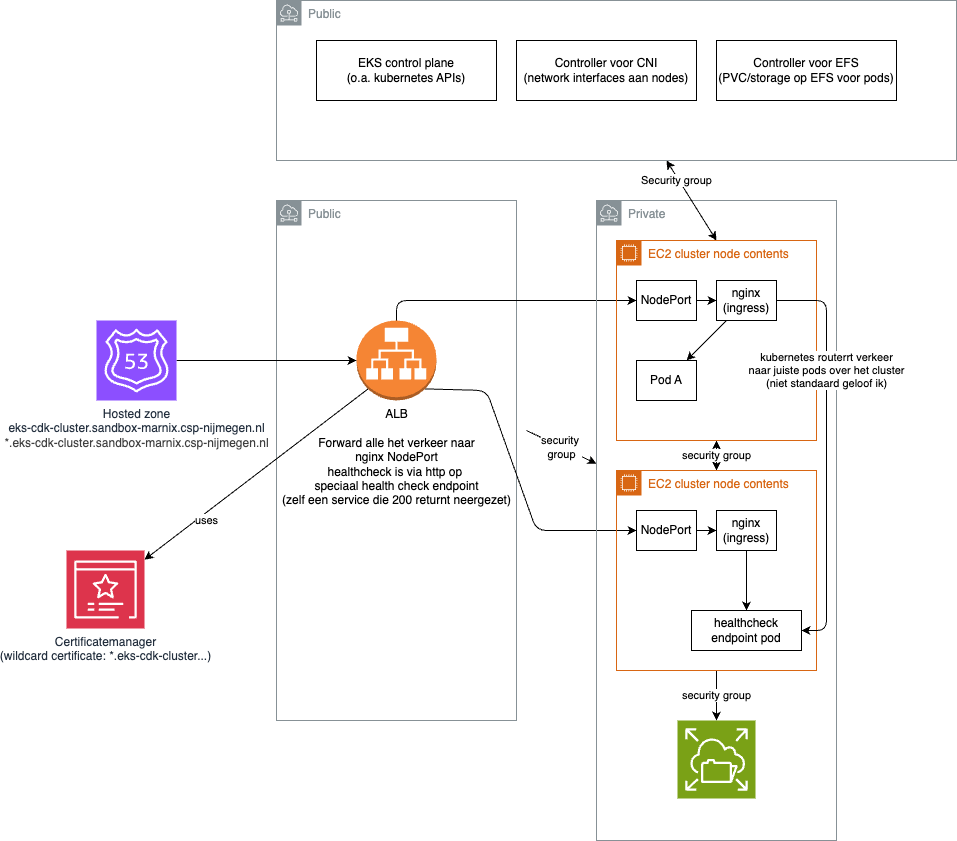 Public
EKS control plane
(o.a. kubernetes APIs)
Controller voor CNI
(network interfaces aan nodes)
Controller voor EFS
(PVC/storage op EFS voor pods)
Security group
Public
Private
EC2 cluster node contents
NodePort
nginx
(ingress)
Pod A
kubernetes routerrt verkeer
naar juiste pods over het cluster
(niet standaard geloof ik)
53
Hosted zone
eks-cdk-cluster.sandbox-marnix.csp-nijmegen.nl
*.eks-cdk-cluster.sandbox-marnix.csp-nijmegen.nl
ALB
Forward alle het verkeer naar
nginx NodePort
healthcheck is via http op
speciaal health check endpoint
(zelf een service die 200 returnt neergezet)
security
group
security group
EC2 cluster node contents
NodePort
nginx
(ingress)
healthcheck
endpoint pod
uses
Certificatemanager
(wildcard certificate: *.eks-cdk-cluster...)
security group